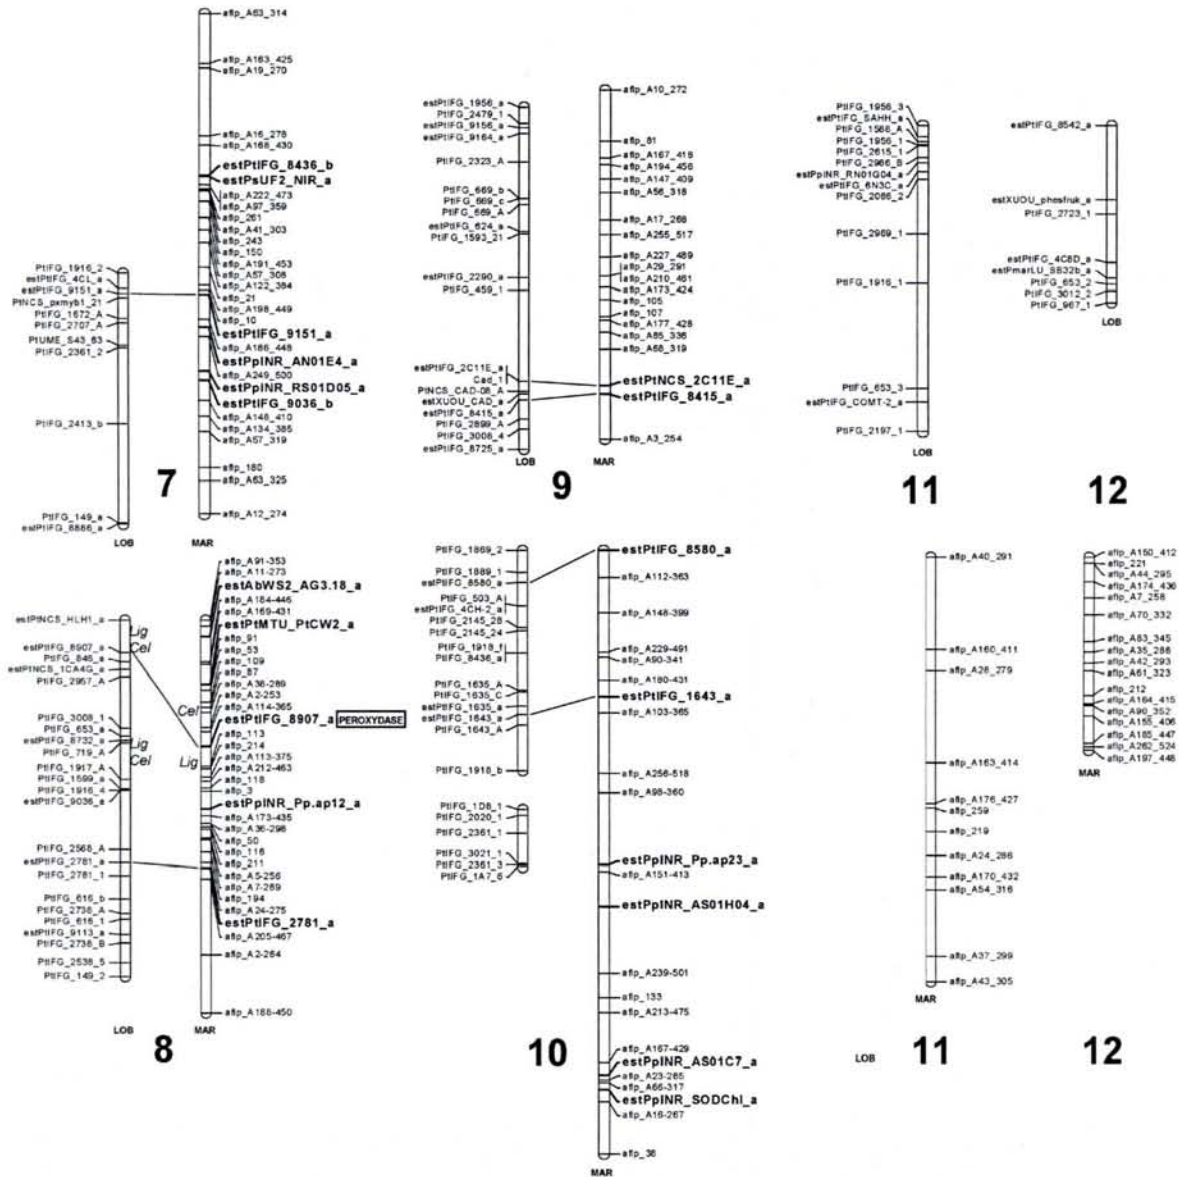 aflp_A63_314
aflp_A163_425
aflp_A19_270
aflp_A16_278
aflp_A168_430
estPtIFG_8436_b
estPsUF2_NIR_a
aflp_A222_473
aflp_A97_359
aflp_261
aflp_A41_303
aflp_243
aflp_150
aflp_A191_453
aflp_A57_308
aflp_A122_384
aflp_21
aflp_A198_449
aflp_10
estPtIFG_9151_a
aflp_A186_448
estPpINR_AN01E4_a
aflp_A249_500
estPpINR_RS01D05_a
estPtIFG_9036_b
aflp_A148_410
aflp_A134_385
aflp_A57_319
aflp_180
aflp_A63_325
aflp_A12_274
PtIFG_1916_2
estPtIFG_4CL_a
estPtIFG_9151_a
PtNCS_pxmyb1_21
PtIFG_1672_A
PtIFG_2707_A
PtUME_S43_63
PtIFG_2361_2
PtIFG_2413_b
PtIFG_149_a
estPtIFG_8886_a
7
LOB
MAR
estPtIFG_1956_a
PtIFG_2479_1
estPtIFG_9156_a
estPtIFG_9164_a
PtIFG_2323_A
PtIFG_669_b
PtIFG_669_c
PtIFG_669_A
estPtIFG_624_a
PtIFG_1593_21
estPtIFG_2290_a
PtIFG_459_1
estPtIFG_2C11E_a
Cad_1
PtNCS_CAD-08_A
estXUOU_CAD_a
estPtIFG_8415_a
PtIFG_2899_A
PtIFG_3008_4
estPtIFG_8725_a
LOB
aflp_A10_272
aflp_81
aflp_A167_418
aflp_A194_456
aflp_A147_409
aflp_A56_318
aflp_A17_268
aflp_A255_517
aflp_A227_489
aflp_A29_291
aflp_A210_461
aflp_A173_424
aflp_105
aflp_107
aflp_A177_428
aflp_A85_336
aflp_A68_319
estPtNCS_2C11E_a
estPtIFG_8415_a
aflp_A3_254
MAR
9
PtIFG_1956_3
estPtIFG_SAHH_a
PtIFG_1588_A
PtIFG_1956_1
PtIFG_2615_1
PtIFG_2986_B
estPpINR_RN01G04_a
estPtIFG_6N3C_a
PtIFG_2086_2
PtIFG_2989_1
PtIFG_1916_1
PtIFG_653_3
estPtIFG_COMT-2_a
PtIFG_2197_1
LOB
11
estPtIFG_8542_a
estXUOU_phosfruk_a
PtIFG_2723_1
estPtIFG_4C8D_a
estPmarLU_SB32b_a
PtIFG_653_2
PtIFG_3012_2
PtIFG_967_1
LOB
12
estPtNCS_HLH1_a
estPtIFG_8907_a
PtIFG_846_a
estPtNCS_1CA4G_a
PtIFG_2957_A
PtIFG_3008_1
PtIFG_653_a
estPtIFG_8732_a
PtIFG_719_A
PtIFG_1917_A
PtIFG_1599_a
PtIFG_1916_4
estPtIFG_9036_a
PtIFG_2568_A
estPtIFG_2781_a
PtIFG_2781_1
PtIFG_616_b
PtIFG_2738_A
PtIFG_616_1
estPtIFG_9113_a
PtIFG_2738_B
PtIFG_2538_5
PtIFG_149_2
LOB
Lig
Cel
Lig
Cel
Cel
Lig
aflp_A91-353
aflp_A11-273
estAbWS2_AG3.18_a
aflp_A184-446
aflp_A169-431
estPtMTU_PtCW2_a
aflp_91
aflp_53
aflp_109
aflp_87
aflp_A38-289
aflp_A2-253
aflp_A114-365
estPtIFG_8907_a PEROXYDASE
aflp_113
aflp_214
aflp_A113-375
aflp_A212-463
aflp_118
aflp_3
estPpINR_Pp.ap12_a
aflp_A173-435
aflp_A36-298
aflp_50
aflp_116
aflp_211
aflp_A5-256
aflp_A7-269
aflp_194
aflp_A24-275
estPtIFG_2781_a
aflp_A205-467
aflp_A2-264
aflp_A188-450
MAR
8
PtIFG_1869_2
PtIFG_1889_1
estPtIFG_8580_a
PtIFG_503_A
estPtIFG_4CH-2_a
PtIFG_2145_28
PtIFG_2145_24
PtIFG_1918_f
PtIFG_8436_a
PtIFG_1635_A
PtIFG_1635_C
estPtIFG_1635_a
estPtIFG_1643_a
PtIFG_1643_A
PtIFG_1918_b
PtIFG_1D8_1
PtIFG_2020_1
PtIFG_2361_1
PtIFG_3021_1
PtIFG_2361_3
PtIFG_1A7_6
estPtIFG_8580_a
aflp_A112-363
aflp_A148-399
aflp_A229-491
aflp_A90-341
aflp_A180-431
estPtIFG_1643_a
aflp_A103-365
aflp_A256-518
aflp_A98-360
estPpINR_Pp.ap23_a
aflp_A151-413
estPpINR_AS01H04_a
aflp_A239-501
aflp_133
aflp_A213-475
aflp_A167-429
estPpINR_AS01C7_a
aflp_A23-285
aflp_A66-317
estPpINR_SODChl_a
aflp_A16-267
aflp_38
MAR
10
aflp_A40_291
aflp_A160_411
aflp_A28_279
aflp_A163_414
aflp_A176_427
aflp_259
aflp_219
aflp_A24_286
aflp_A170_432
aflp_A54_316
aflp_A37_299
aflp_A43_305
MAR
LOB
11
aflp_A150_412
aflp_221
aflp_A44_295
aflp_A174_436
aflp_A7_258
aflp_A70_332
aflp_A83_345
aflp_A35_286
aflp_A42_293
aflp_A61_323
aflp_212
aflp_A164_415
aflp_A90_352
aflp_A155_406
aflp_A185_447
aflp_A262_524
aflp_A197_448
MAR
12